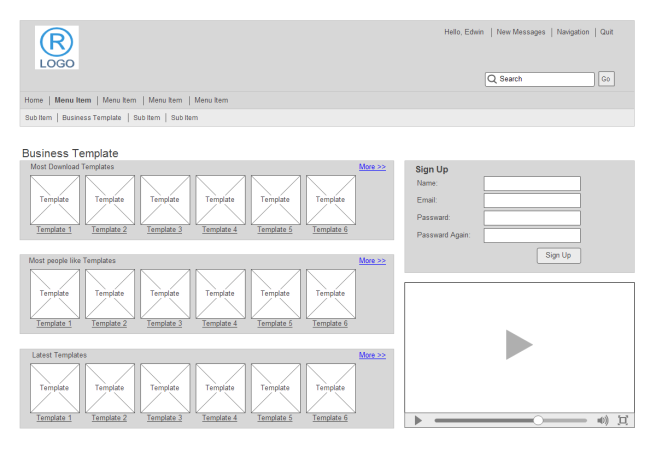 R
LOGO
Hello, Edwin | New Messages | Navigation | Quit
Search Go
Home | Menu Item | Menu Item | Menu Item | Menu Item
Sub Item | Business Template | Sub Item | Sub Item
Business Template
Most Download Templates More >>
Template Template Template Template Template Template
Template 1 Template 2 Template 3 Template 4 Template 5 Template 6
Most people like Templates More >>
Template Template Template Template Template Template
Template 1 Template 2 Template 3 Template 4 Template 5 Template 6
Latest Templates More >>
Template Template Template Template Template Template
Template 1 Template 2 Template 3 Template 4 Template 5 Template 6
Sign Up
Name:
Email:
Password:
Passward Again:
Sign Up